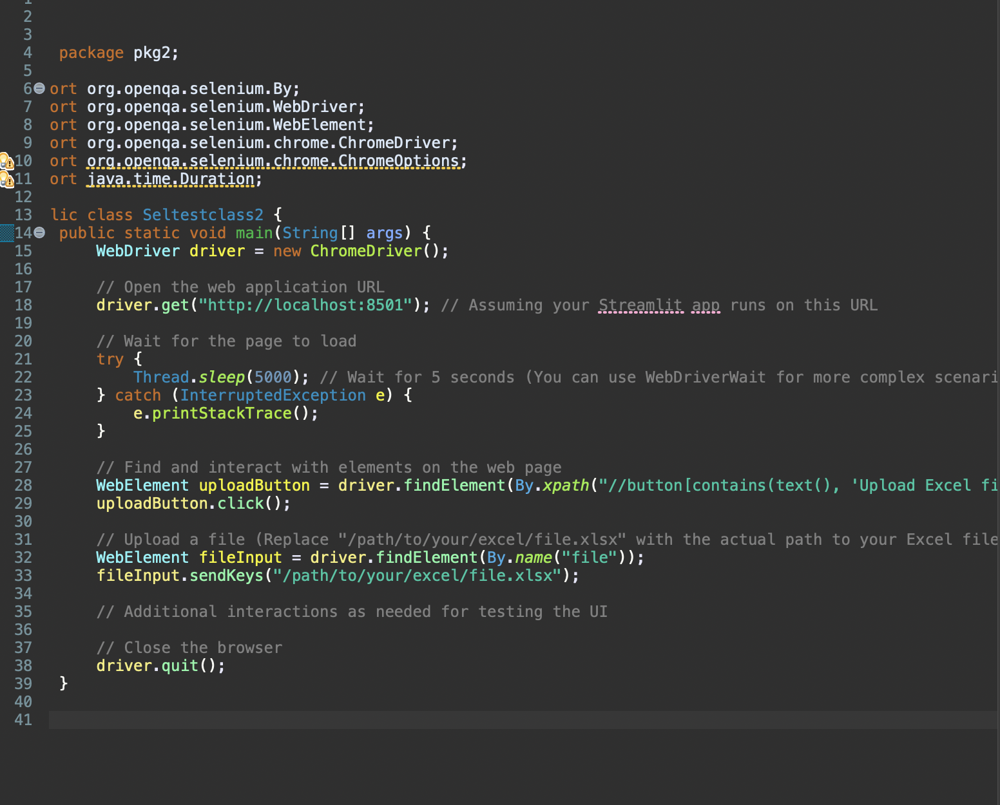 1
2
3
4 package pkg2;
5
6 ort org.openqa.selenium.By;
7 ort org.openqa.selenium.WebDriver;
8 ort org.openqa.selenium.WebElement;
9 ort org.openqa.selenium.chrome.ChromeDriver;
10 ort org.openqa.selenium.chrome.ChromeOptions;
11 ort java.time.Duration;
12
13 lic class Seltestclass2 {
14 public static void main(String[] args) {
15 WebDriver driver = new ChromeDriver();
16
17 // Open the web application URL
18 driver.get("http://localhost:8501"); // Assuming your Streamlit app runs on this URL
19
20 // Wait for the page to load
21 try {
22 Thread.sleep(5000); // Wait for 5 seconds (You can use WebDriverWait for more complex scenari
23 } catch (InterruptedException e) {
24 e.printStackTrace();
25 }
26
27 // Find and interact with elements on the web page
28 WebElement uploadButton = driver.findElement(By.xpath("//button[contains(text(), 'Upload Excel fi
29 uploadButton.click();
30
31 // Upload a file (Replace "/path/to/your/excel/file.xlsx" with the actual path to your Excel file
32 WebElement fileInput = driver.findElement(By.name("file"));
33 fileInput.sendKeys("/path/to/your/excel/file.xlsx");
34
35 // Additional interactions as needed for testing the UI
36
37 // Close the browser
38 driver.quit();
39 }
40
41